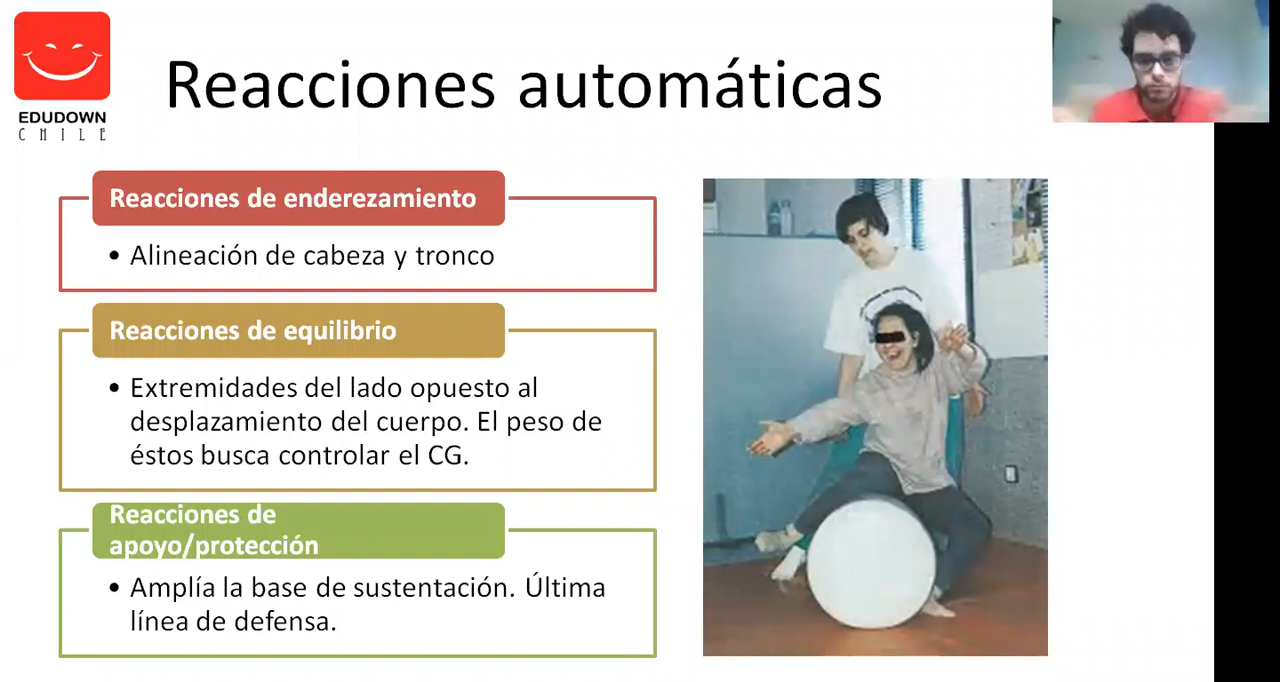 EDUDOWN
CHILE
Reacciones automáticas
Reacciones de enderezamiento
• Alineación de cabeza y tronco
Reacciones de equilibrio
• Extremidades del lado opuesto al
desplazamiento del cuerpo. El peso de
éstos busca controlar el CG.
Reacciones de
apoyo/protección
• Amplía la base de sustentación. Última
línea de defensa.